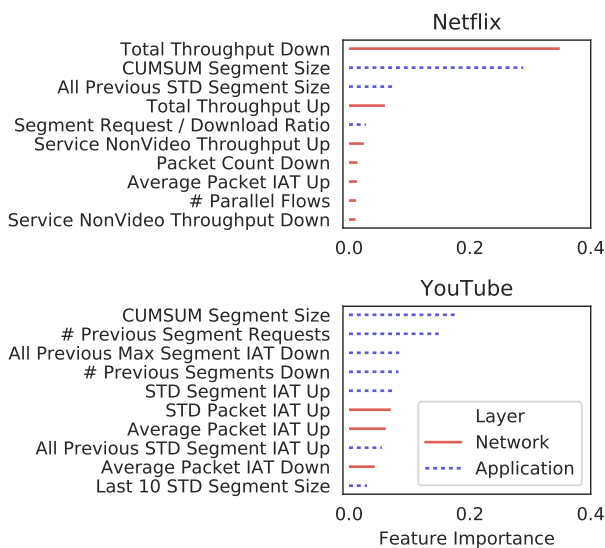 Netflix
Total Throughput Down
CUMSUM Segment Size
All Previous STD Segment Size
Total Throughput Up
Segment Request / Download Ratio
Service NonVideo Throughput Up
Packet Count Down
Average Packet IAT Up
# Parallel Flows
Service NonVideo Throughput Down
0.0 0.2 0.4
YouTube
CUMSUM Segment Size
# Previous Segment Requests
All Previous Max Segment IAT Down
# Previous Segments Down
STD Segment IAT Up
STD Packet IAT Up
Average Packet IAT Up
All Previous STD Segment IAT Up
Average Packet IAT Down
Last 10 STD Segment Size
Layer
Network
Application
0.0 0.2 0.4
Feature Importance